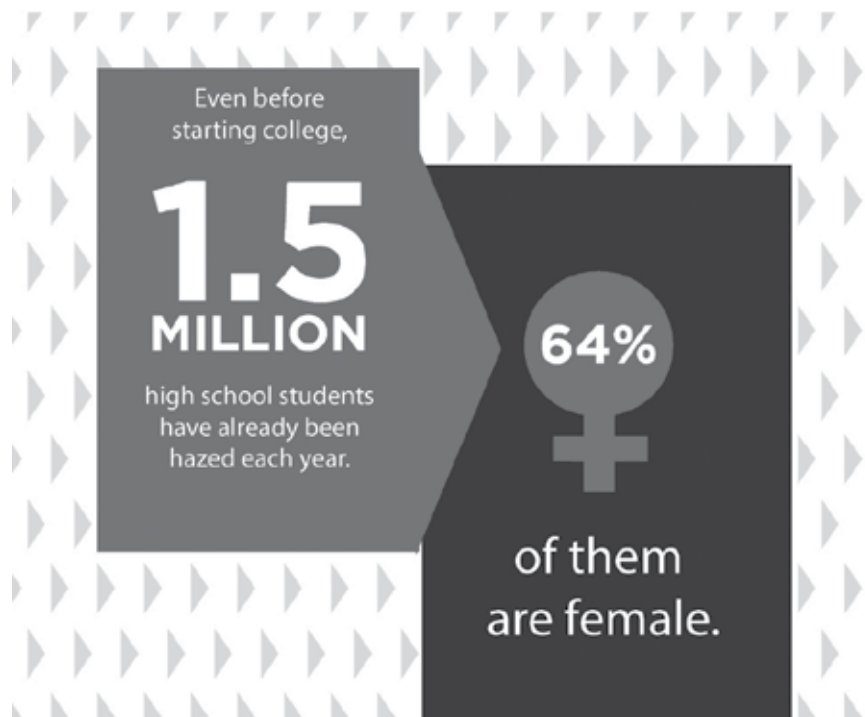 Even before
starting college,
1.5
MILLION
high school students
have already been
hazed each year.
64%
of them
are female.